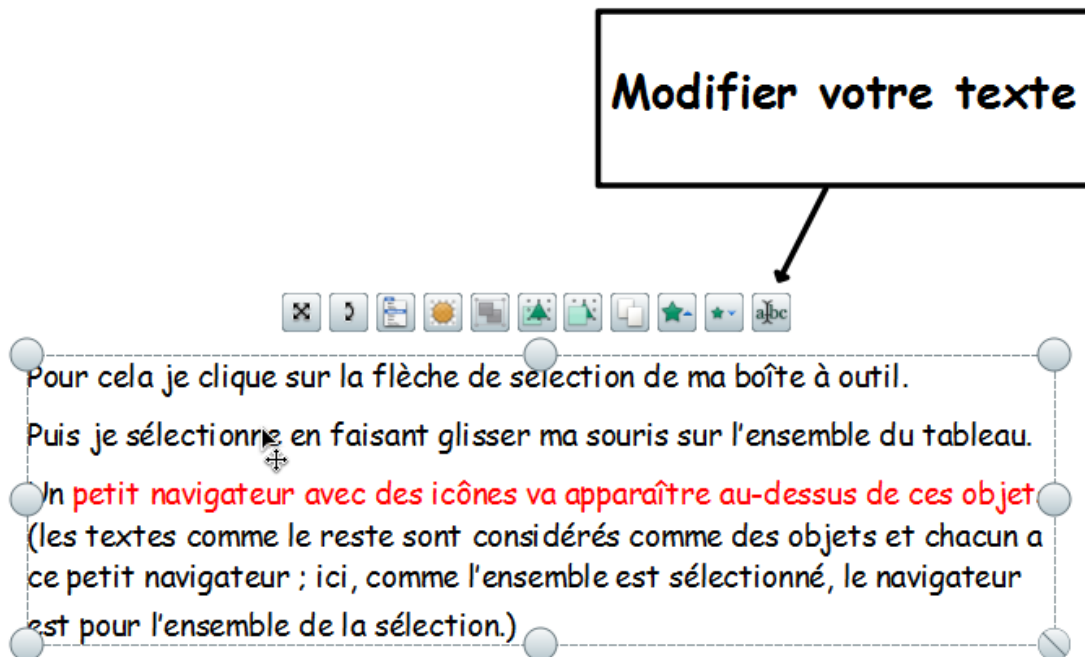 Modifier votre texte
abc
Pour cela je clique sur la flèche de sélection de ma boîte à outil.
Puis je sélectionne en faisant glisser ma souris sur l'ensemble du tableau.
Un petit navigateur avec des icônes va apparaître au-dessus de ces objet
(les textes comme le reste sont considérés comme des objets et chacun a
ce petit navigateur ; ici, comme l'ensemble est sélectionné, le navigateur
est pour l'ensemble de la sélection.)